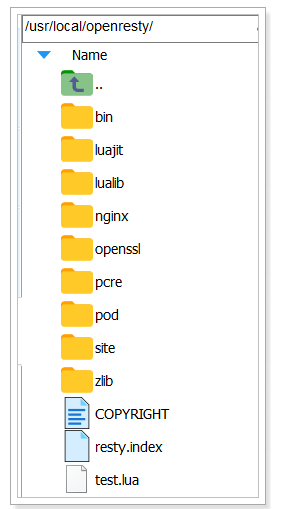 /usr/local/openresty/
Name
..
bin
luajit
lualib
nginx
openssl
pcre
pod
site
zlib
COPYRIGHT
resty.index
test.lua